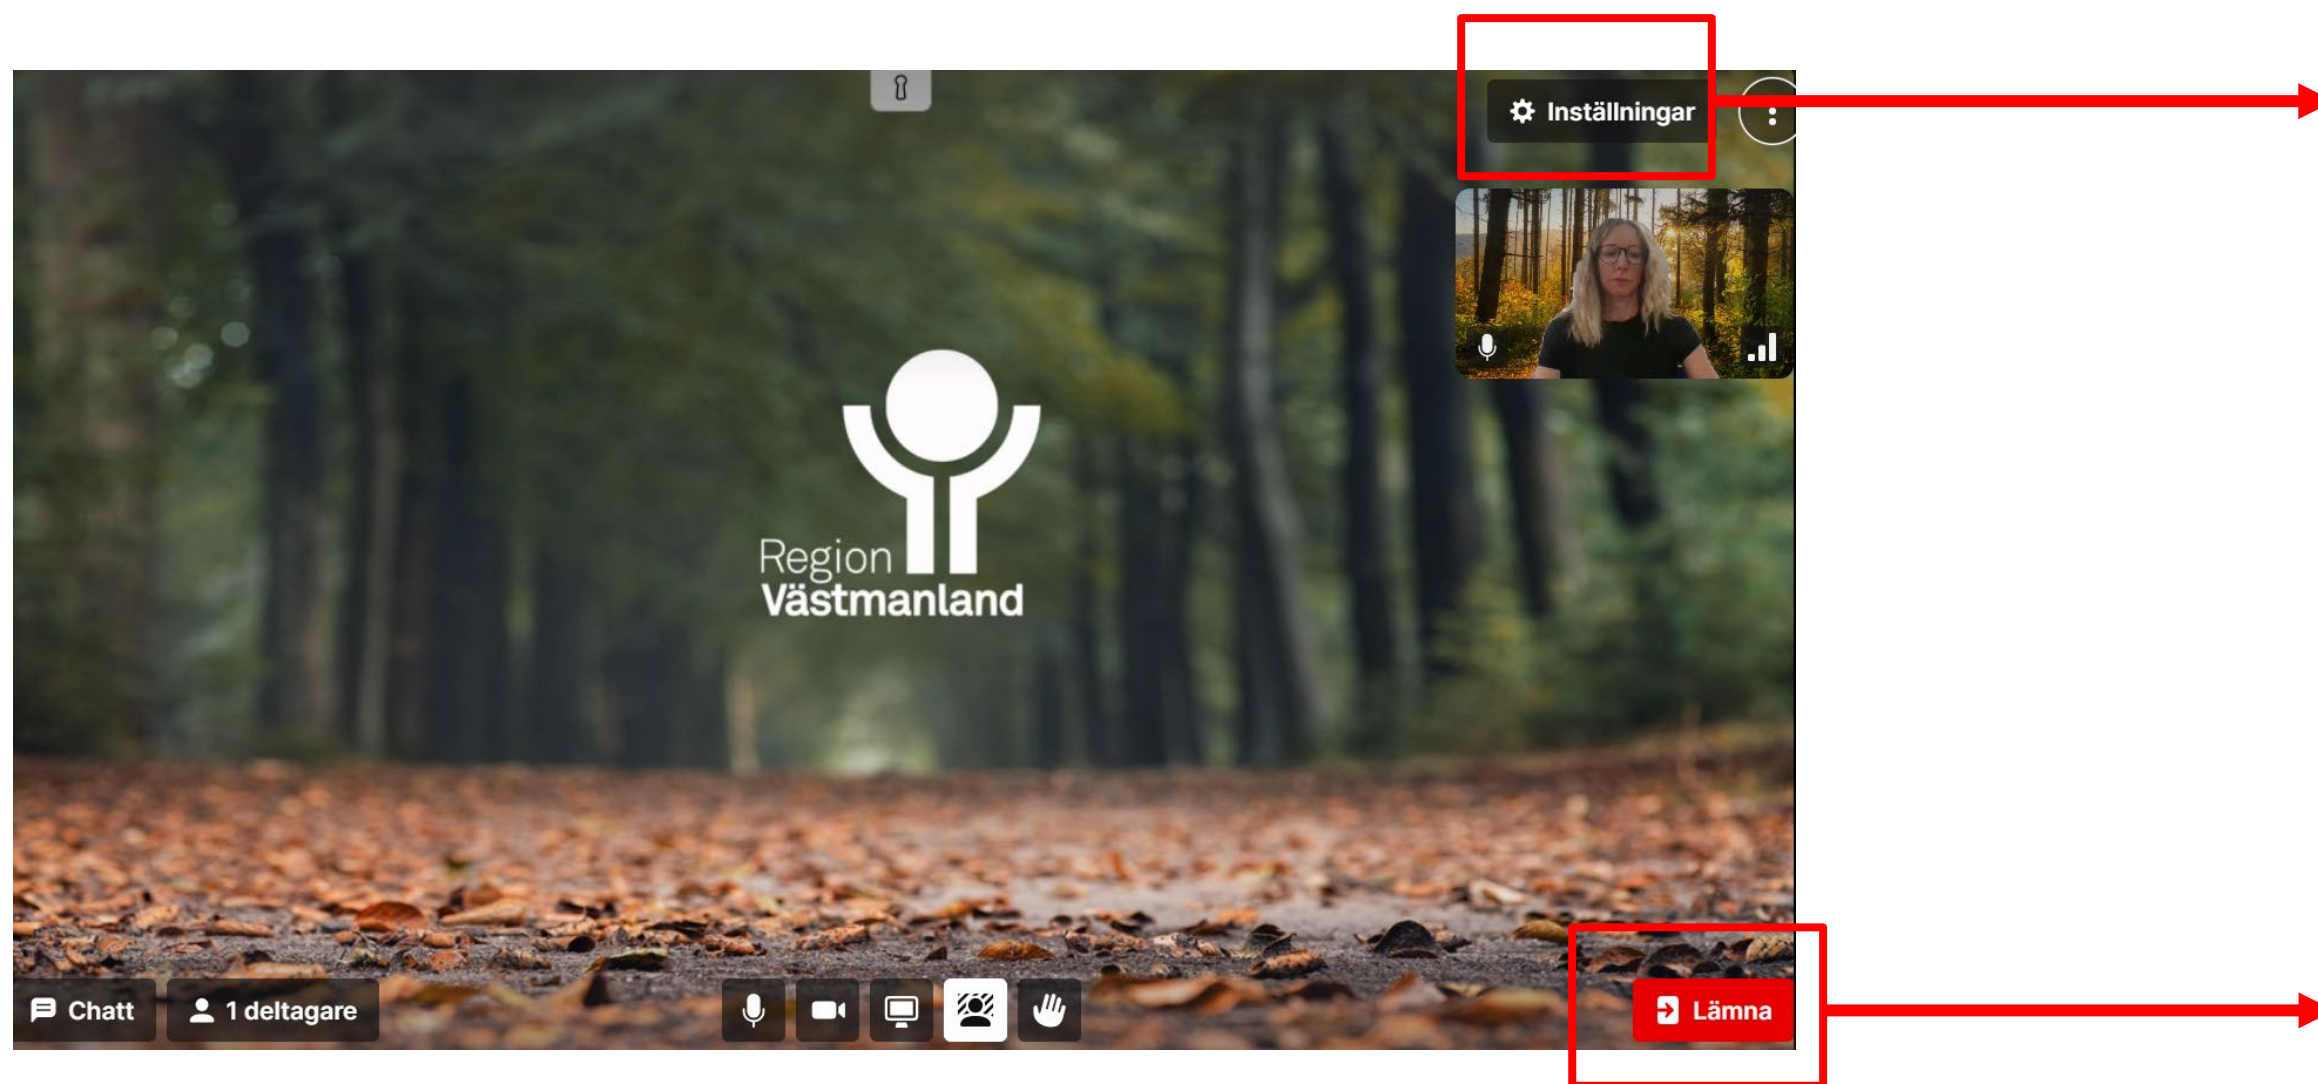 Inställningar
Region
Västmanland
Chatt
1 deltagare
Lämna